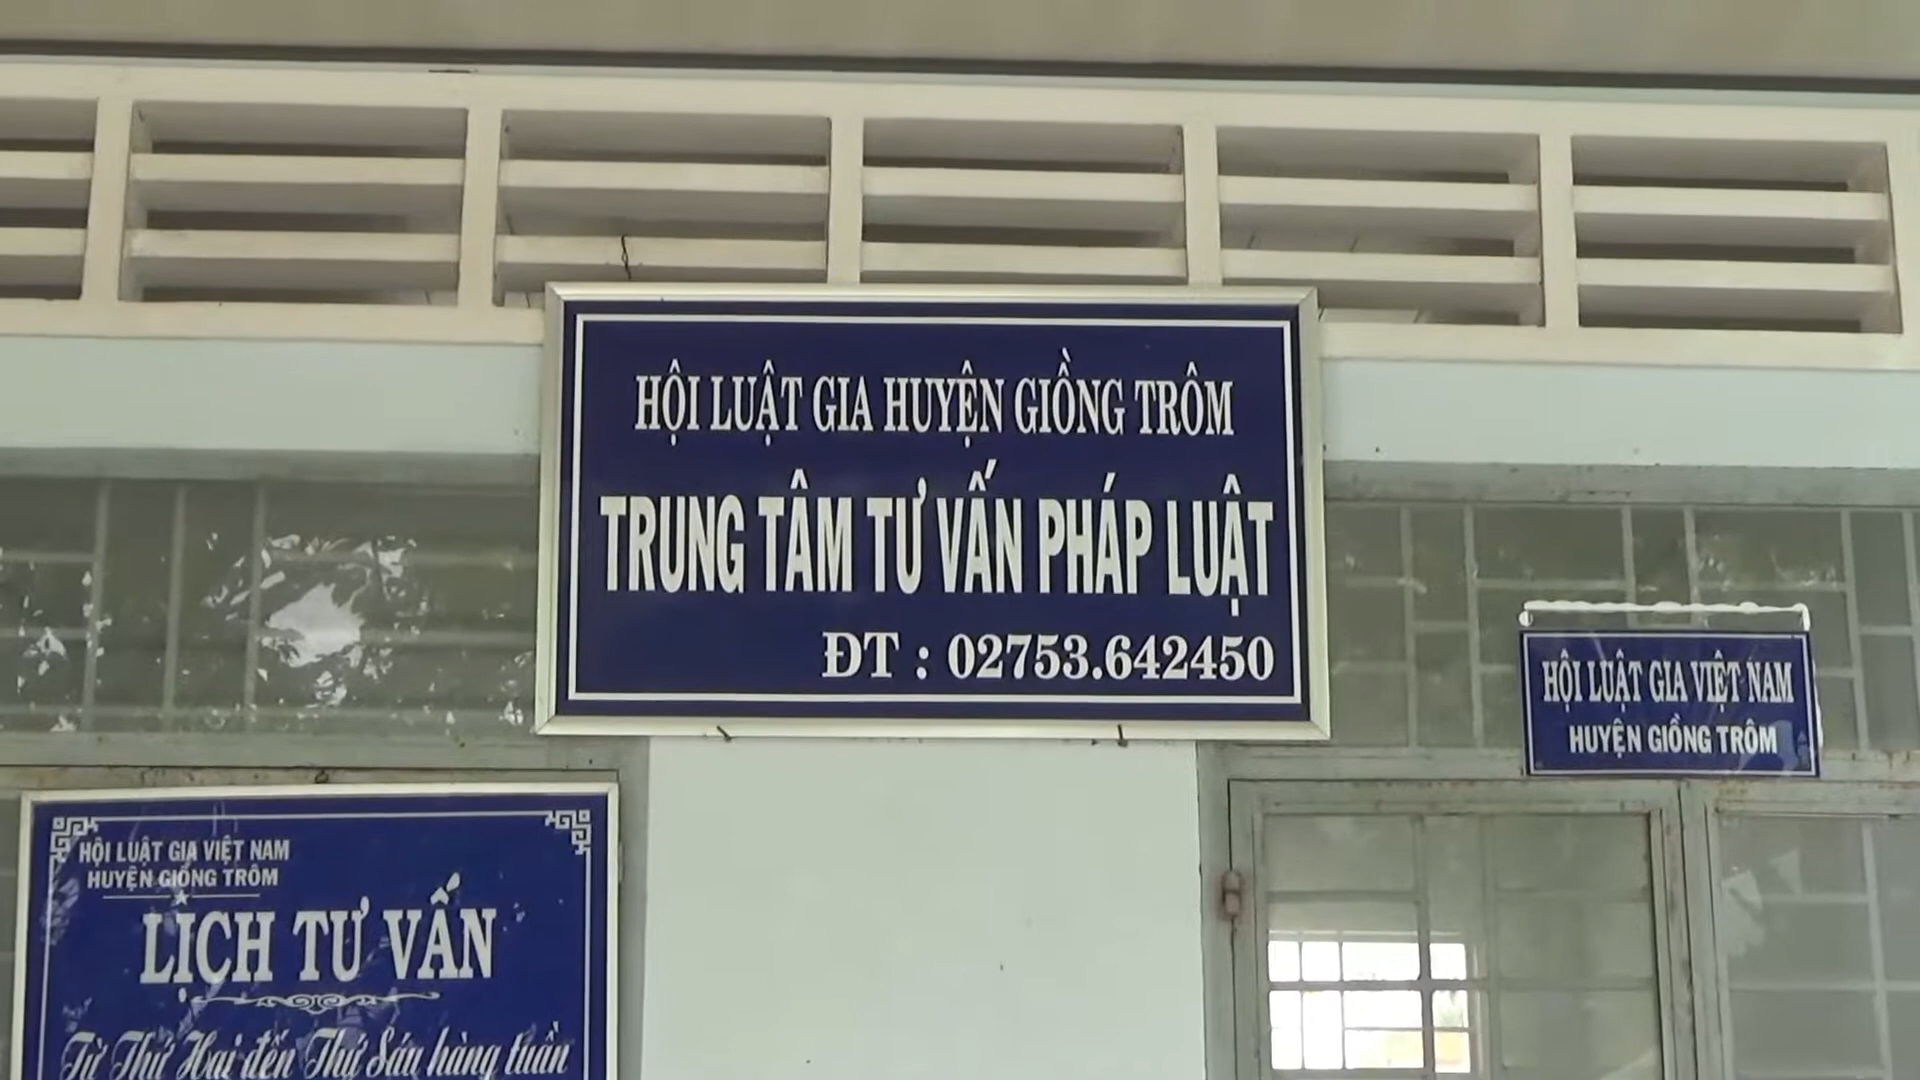 HỘI LUẬT GIA HUYỆN GIỒNG TRÔM
TRUNG TÂM TƯ VẤN PHÁP LUẬT
ĐT : 02753.642450
HỘI LUẬT GIA VIỆT NAM
HUYỆN GIỒNG TRÔM
HỘI LUẬT GIA VIỆT NAM
HUYỆN GIỒNG TRÔM
LỊCH TƯ VẤN
Từ Thứ Hai đến Thứ Sáu hàng tuần